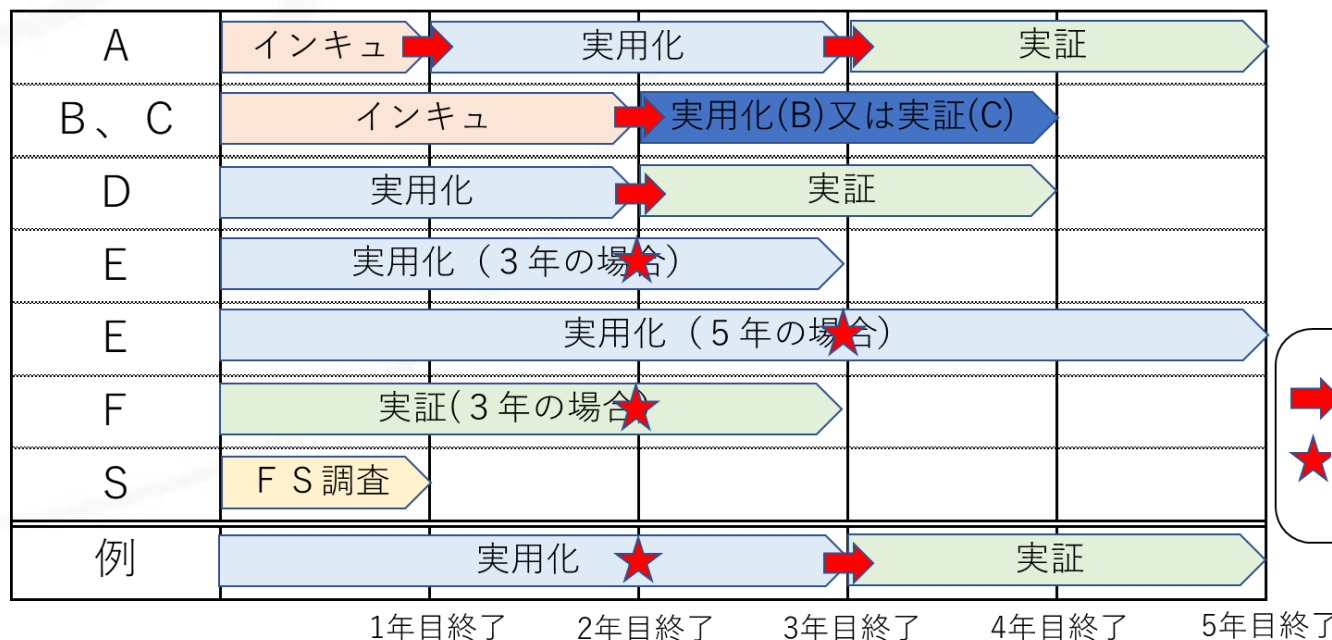 A インキュ 実用化 実証
B、C インキュ 実用化(B)又は実証(C)
D 実用化 実証
E 実用化（３年の場合）
E 実用化（５年の場合）
F 実証(３年の場合)
S ＦＳ調査
例 実用化 実証
1年目終了 2年目終了 3年目終了 4年目終了 5年目終了